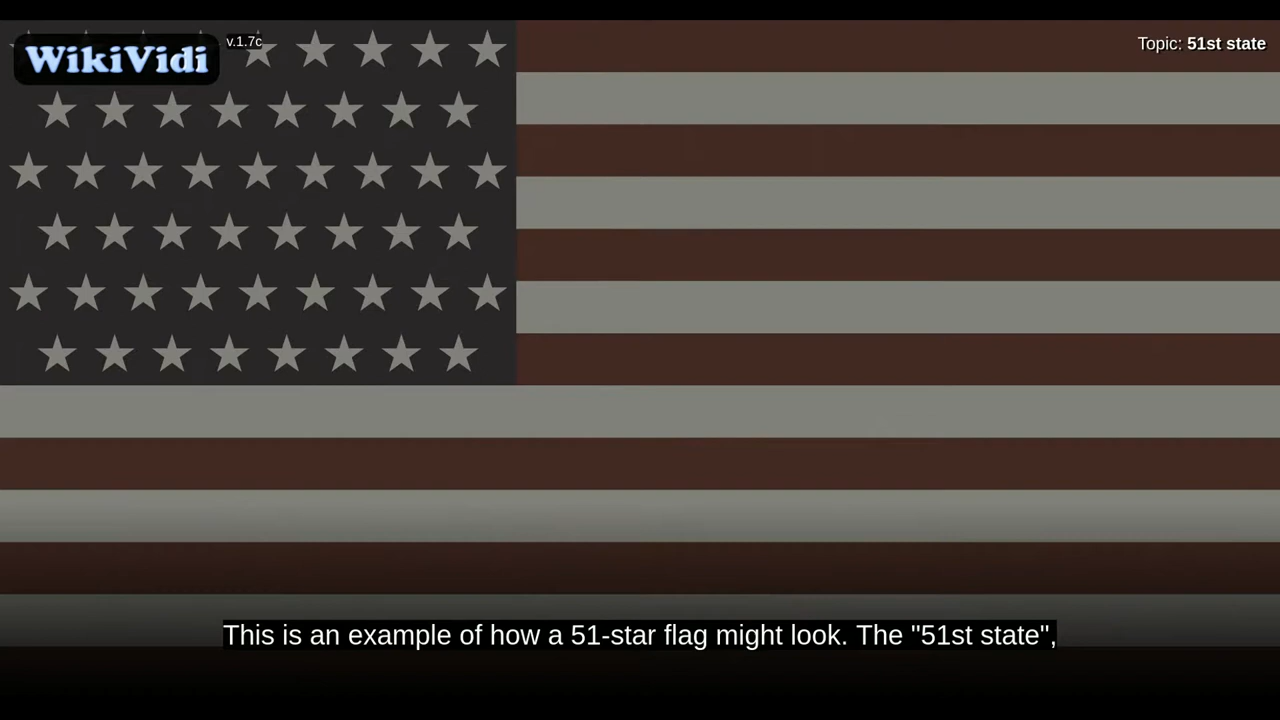 WikiVidi
v.1.7c
Topic: 51st state
This is an example of how a 51-star flag might look. The "51st state",